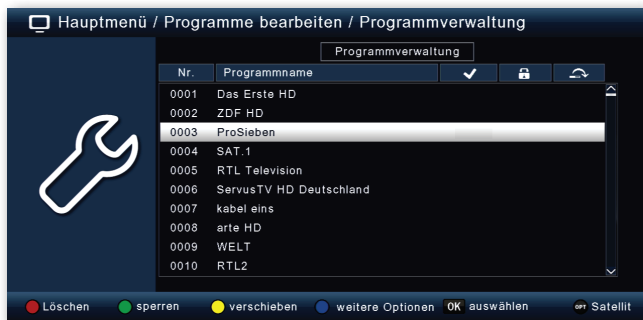 Hauptmenü / Programme bearbeiten / Programmverwaltung
Programmverwaltung
Nr. Programmname
0001 Das Erste HD
0002 ZDF HD
0003 ProSieben
0004 SAT.1
0005 RTL Television
0006 ServusTV HD Deutschland
0007 kabel eins
0008 arte HD
0009 WELT
0010 RTL2
Löschen sperren verschieben weitere Optionen OK auswählen OPT Satellit